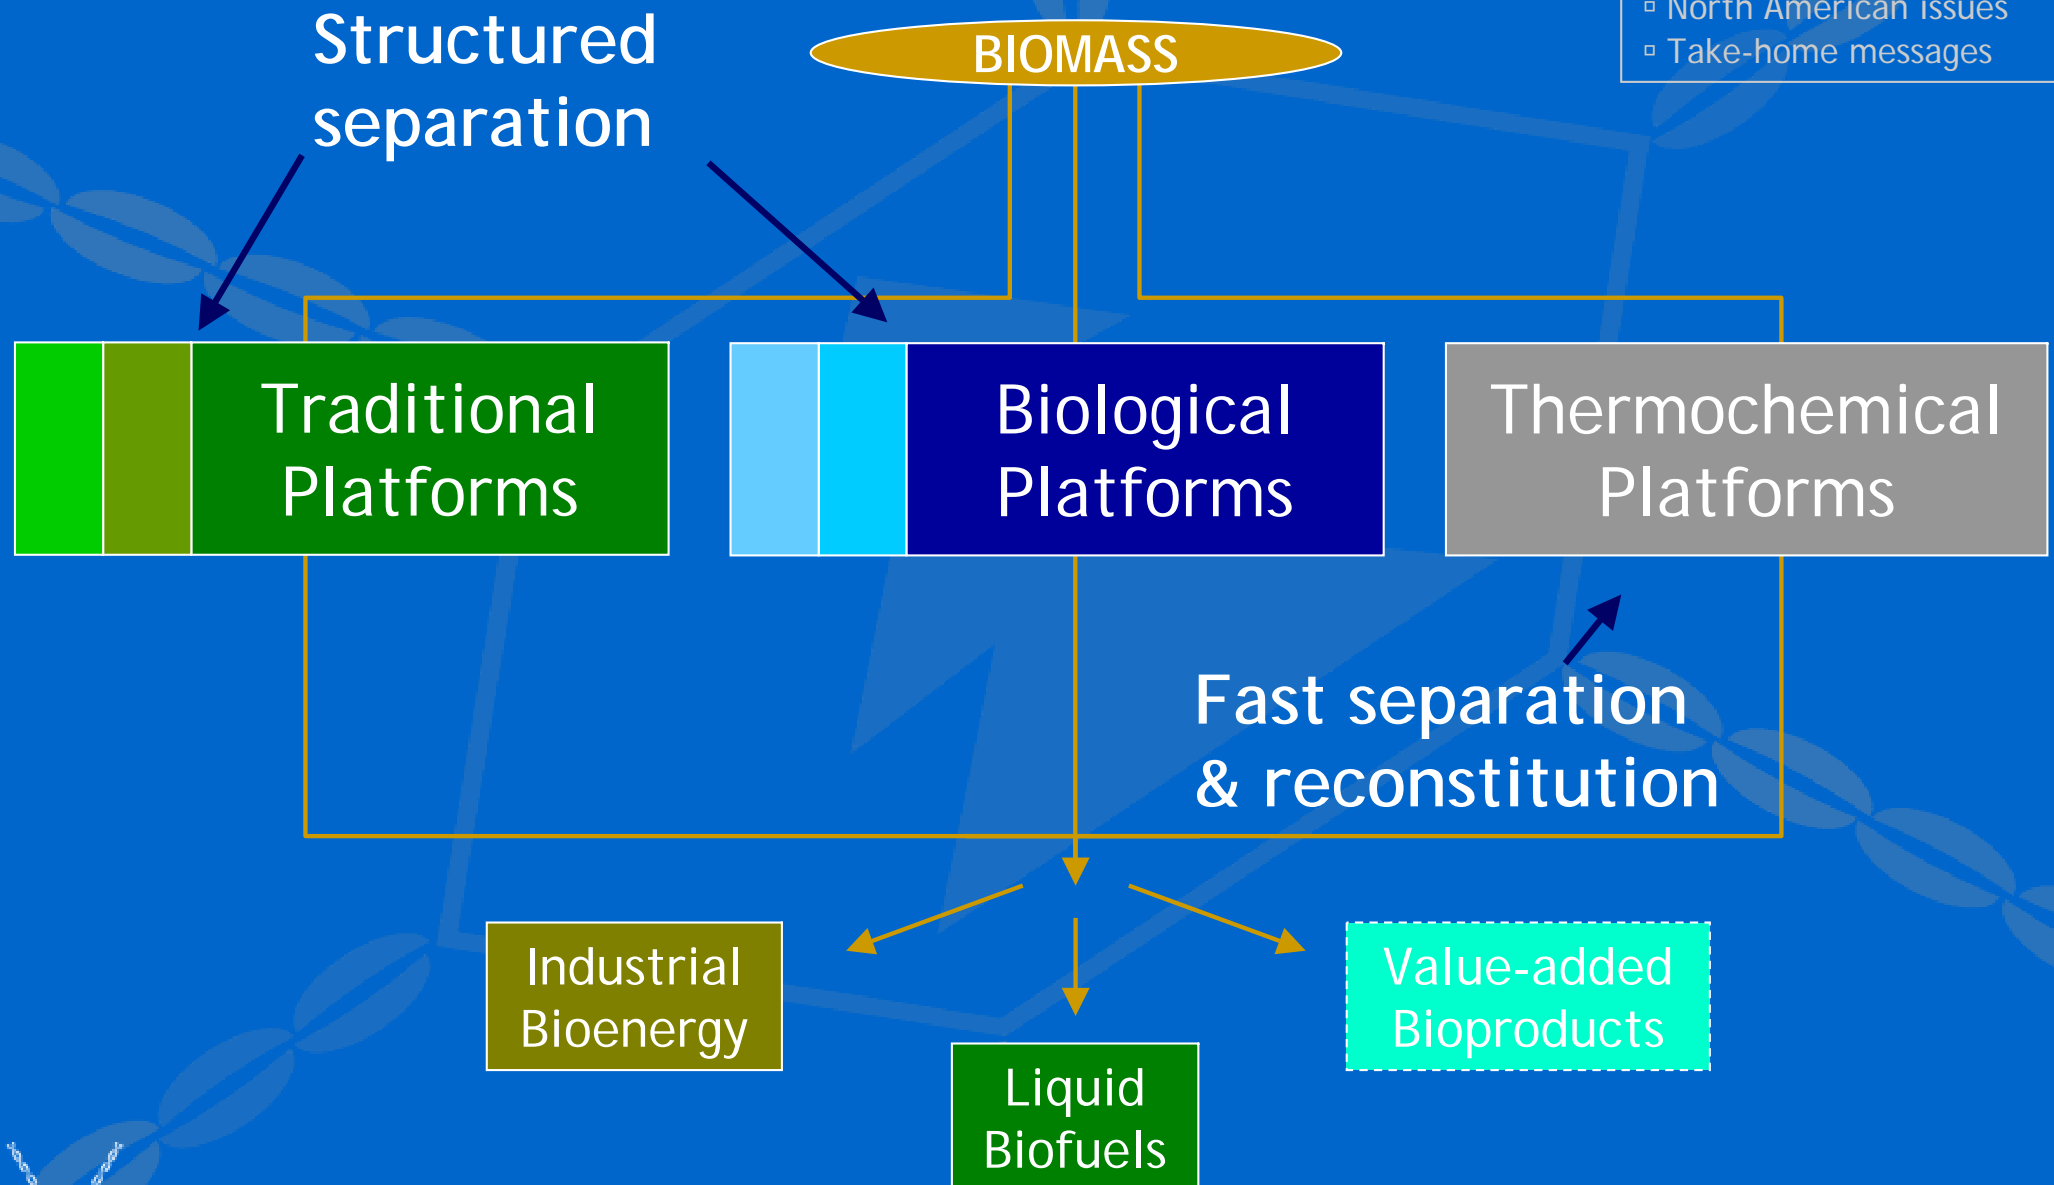 Structured
separation
BIOMASS
▫ North American issues
▫ Take-home messages
Traditional
Platforms
Biological
Platforms
Thermochemical
Platforms
Fast separation
& reconstitution
Industrial
Bioenergy
Value-added
Bioproducts
Liquid
Biofuels